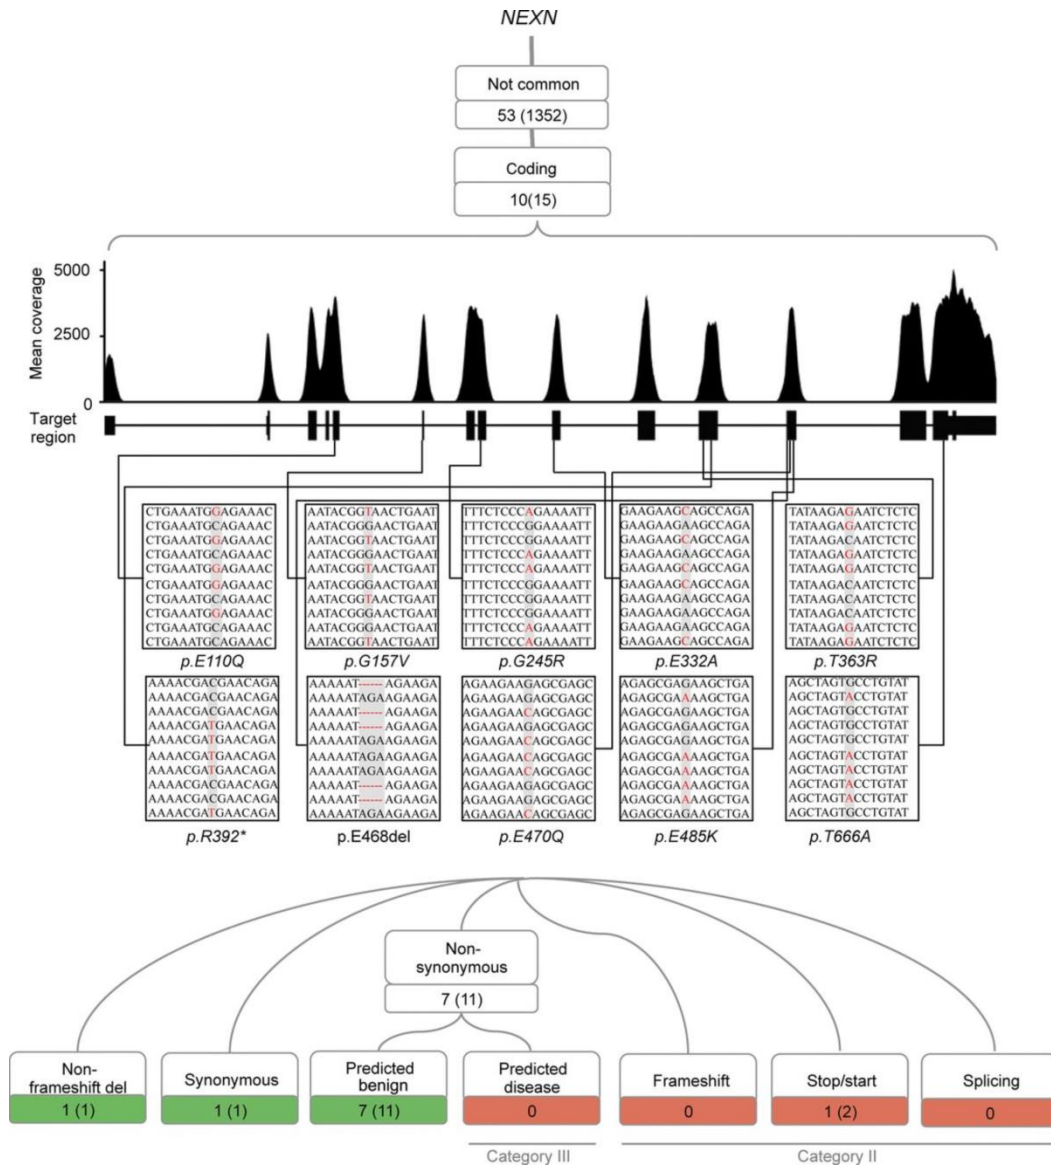 NEXN
Not common
53 (1352)
Coding
10(15)
5000
2500
0
Mean coverage
Target
region
CTGAAATGGAGAAAC
CTGAAATGCAGAAAC
CTGAAATGGAGAAAC
CTGAAATGCAGAAAC
CTGAAATGGAGAAAC
CTGAAATGGAGAAAC
CTGAAATGCAGAAAC
CTGAAATGGAGAAAC
CTGAAATGCAGAAAC
CTGAAATGCAGAAAC
p.E110Q
AATACGGTAACTGAAT
AATACGGGAACTGAAT
AATACGGTAACTGAAT
AATACGGGAACTGAAT
AATACGGTAACTGAAT
AATACGGGAACTGAAT
AATACGGTAACTGAAT
AATACGGGAACTGAAT
AATACGGGAACTGAAT
AATACGGTAACTGAAT
p.G157V
TTTCTCCCAGAAAATT
TTTCTCCCGGAAAATT
TTTCTCCCGGAAAATT
TTTCTCCCAGAAAATT
TTTCTCCCAGAAAATT
TTTCTCCCGGAAAATT
TTTCTCCCGGAAAATT
TTTCTCCCGGAAAATT
TTTCTCCCAGAAAATT
TTTCTCCCAGAAAATT
p.G245R
GAAGAAGCAGCCAGA
GAAGAAGAAGCCAGA
GAAGAAGCAGCCAGA
GAAGAAGAAGCCAGA
GAAGAAGCAGCCAGA
GAAGAAGCAGCCAGA
GAAGAAGAAGCCAGA
GAAGAAGAAGCCAGA
GAAGAAGAAGCCAGA
GAAGAAGCAGCCAGA
p.E332A
TATAAGAGGAATCTCTC
TATAAGACAATCTCTC
TATAAGAGAATCTCTC
TATAAGAGAATCTCTC
TATAAGAGAATCTCTC
TATAAGACAATCTCTC
TATAAGACAATCTCTC
TATAAGACAATCTCTC
TATAAGAGAATCTCTC
TATAAGAGAATCTCTC
p.T363R
AAAACGACGAACAGA
AAAACGACGAACAGA
AAAACGACGAACAGA
AAAACGATGAACAGA
AAAACGATGAACAGA
AAAACGATGAACAGA
AAAACGATGAACAGA
AAAACGACGAACAGA
AAAACGACGAACAGA
AAAACGATGAACAGA
p.R392*
AAAAAT------AGAAGA
AAAAATAGAAGAAGA
AAAAAT------AGAAGA
AAAAAT------AGAAGA
AAAAATAGAAGAAGA
AAAAATAGAAGAAGA
AAAAATAGAAGAAGA
AAAAAT------AGAAGA
AAAAAT------AGAAGA
AAAAATAGAAGAAGA
p.E468del
AGAAGAAGAGCGAGC
AGAAGAAGAGCGAGC
AGAAGAACAGCGAGC
AGAAGAAGAGCGAGC
AGAAGAACAGCGAGC
AGAAGAACAGCGAGC
AGAAGAACAGCGAGC
AGAAGAAGAGCGAGC
AGAAGAAGAGCGAGC
AGAAGAACAGCGAGC
p.E470Q
AGAGCGAGAAGCTGA
AGAGCGAAAAGCTGA
AGAGCGAGAAGCTGA
AGAGCGAGAAGCTGA
AGAGCGAGAAGCTGA
AGAGCGAAAAGCTGA
AGAGCGAAAAGCTGA
AGAGCGAAAAGCTGA
AGAGCGAAAAGCTGA
AGAGCGAGAAGCTGA
p.E485K
AGCTAGTGCCTGTAT
AGCTAGTACCTGTAT
AGCTAGTGCCTGTAT
AGCTAGTGCCTGTAT
AGCTAGTGCCTGTAT
AGCTAGTACCTGTAT
AGCTAGTACCTGTAT
AGCTAGTACCTGTAT
AGCTAGTACCTGTAT
AGCTAGTGCCTGTAT
p.T666A
Non-
synonymous
7 (11)
Non-
frameshift del
1 (1)
Synonymous
1 (1)
Predicted
benign
7 (11)
Predicted
disease
0
Frameshift
0
Stop/start
1 (2)
Splicing
0
Category III
Category II